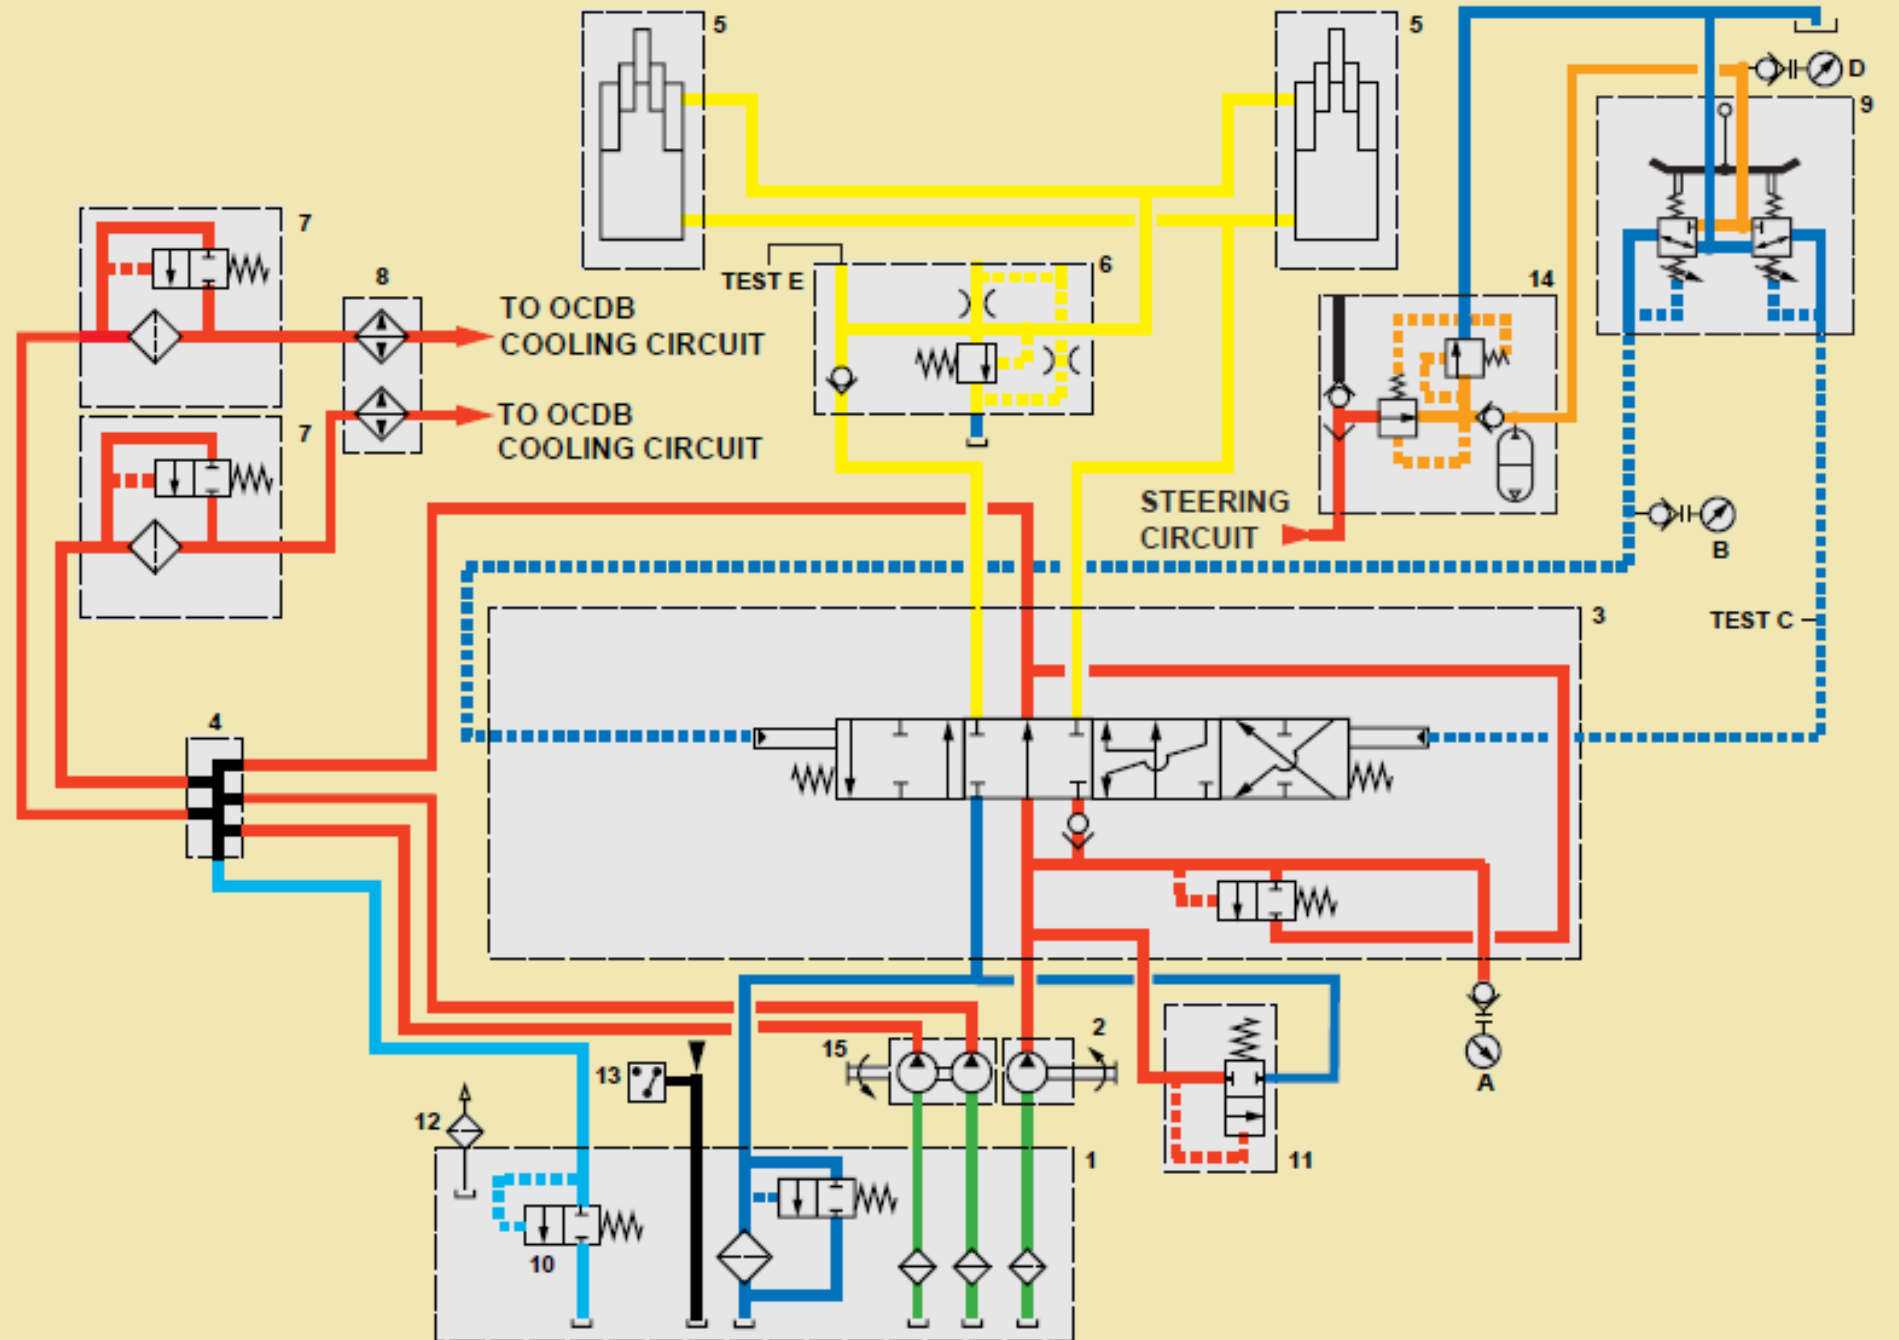 5
5
D
9
7
8
TEST E
6
14
TO OCDB
COOLING CIRCUIT
7
TO OCDB
COOLING CIRCUIT
STEERING
CIRCUIT
B
3
TEST C
4
2
15
A
13
12
1
11
10